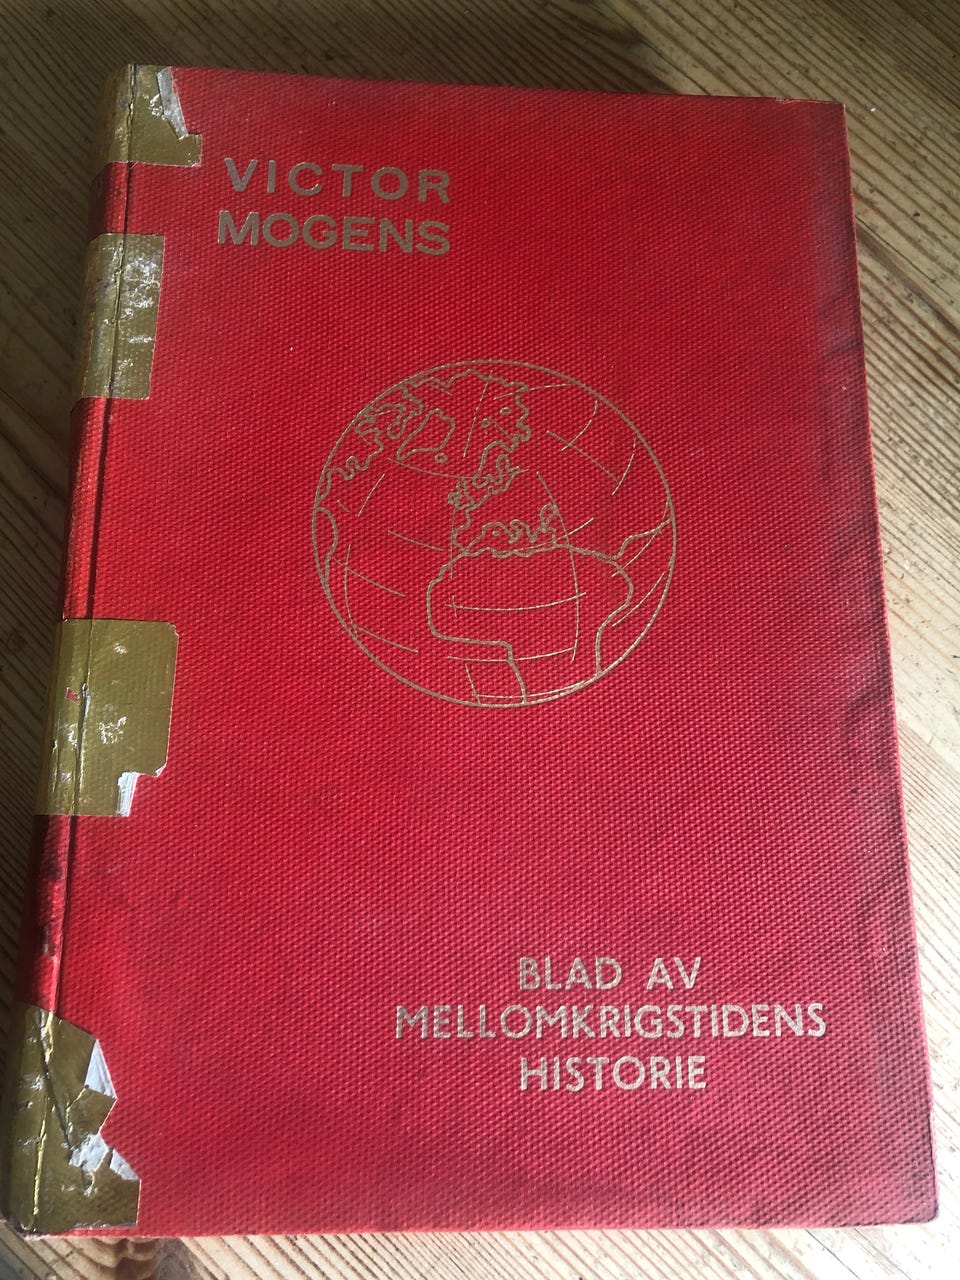 VICTOR
MOGENS
BLAD AV
MELLOMKRIGSTIDENS
HISTORIE